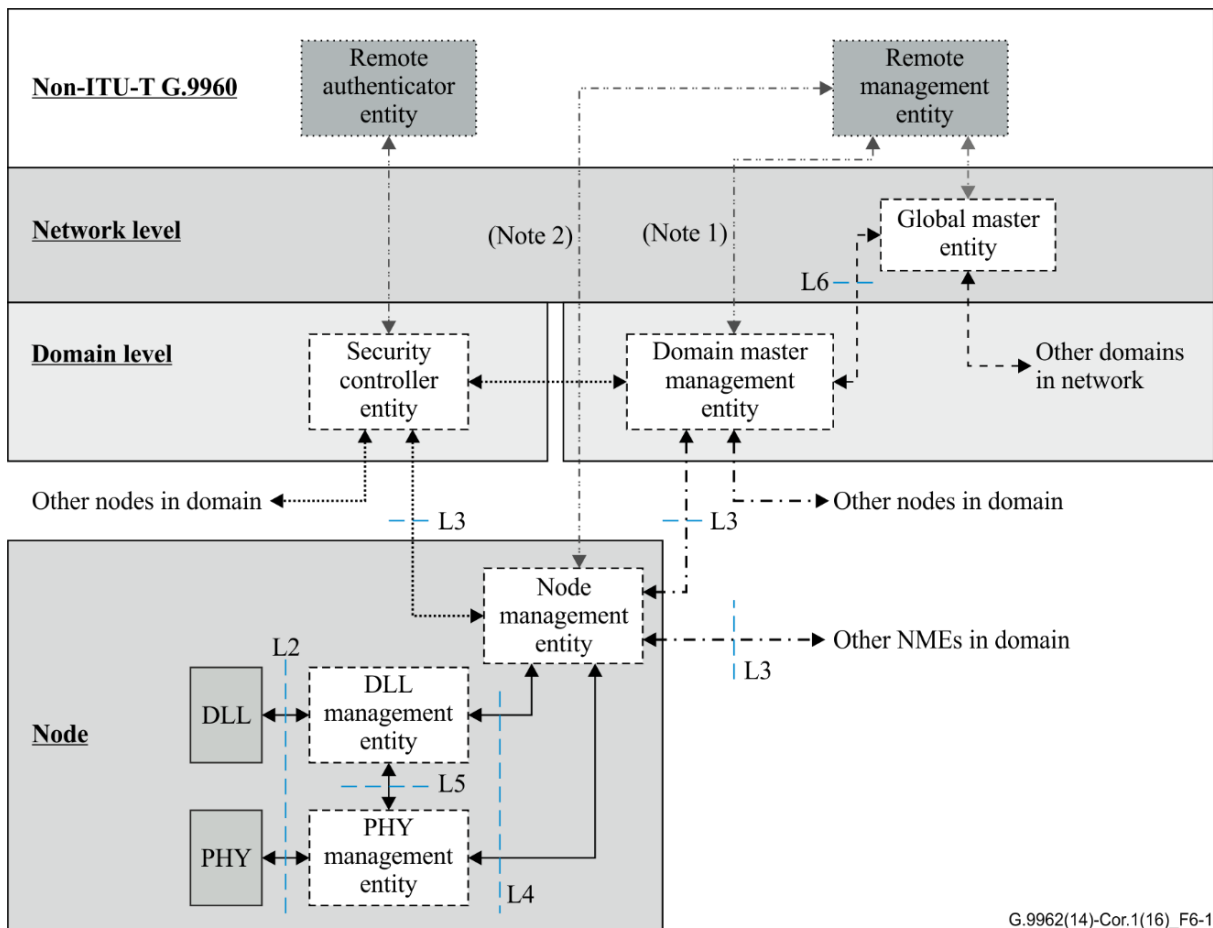 Remote
authenticator
entity
Remote
management
entity
Non-ITU-T G.9960
Network level
(Note 2)
(Note 1)
Global master
entity
L6
Domain level
Security
controller
entity
Domain master
management
entity
Other domains
in network
Other nodes in domain
L3
L3
Other nodes in domain
Node
management
entity
Other NMEs in domain
L3
L2
DLL
DLL
management
entity
Node
L5
PHY
PHY
management
entity
L4
G.9962(14)-Cor.1(16)_F6-1